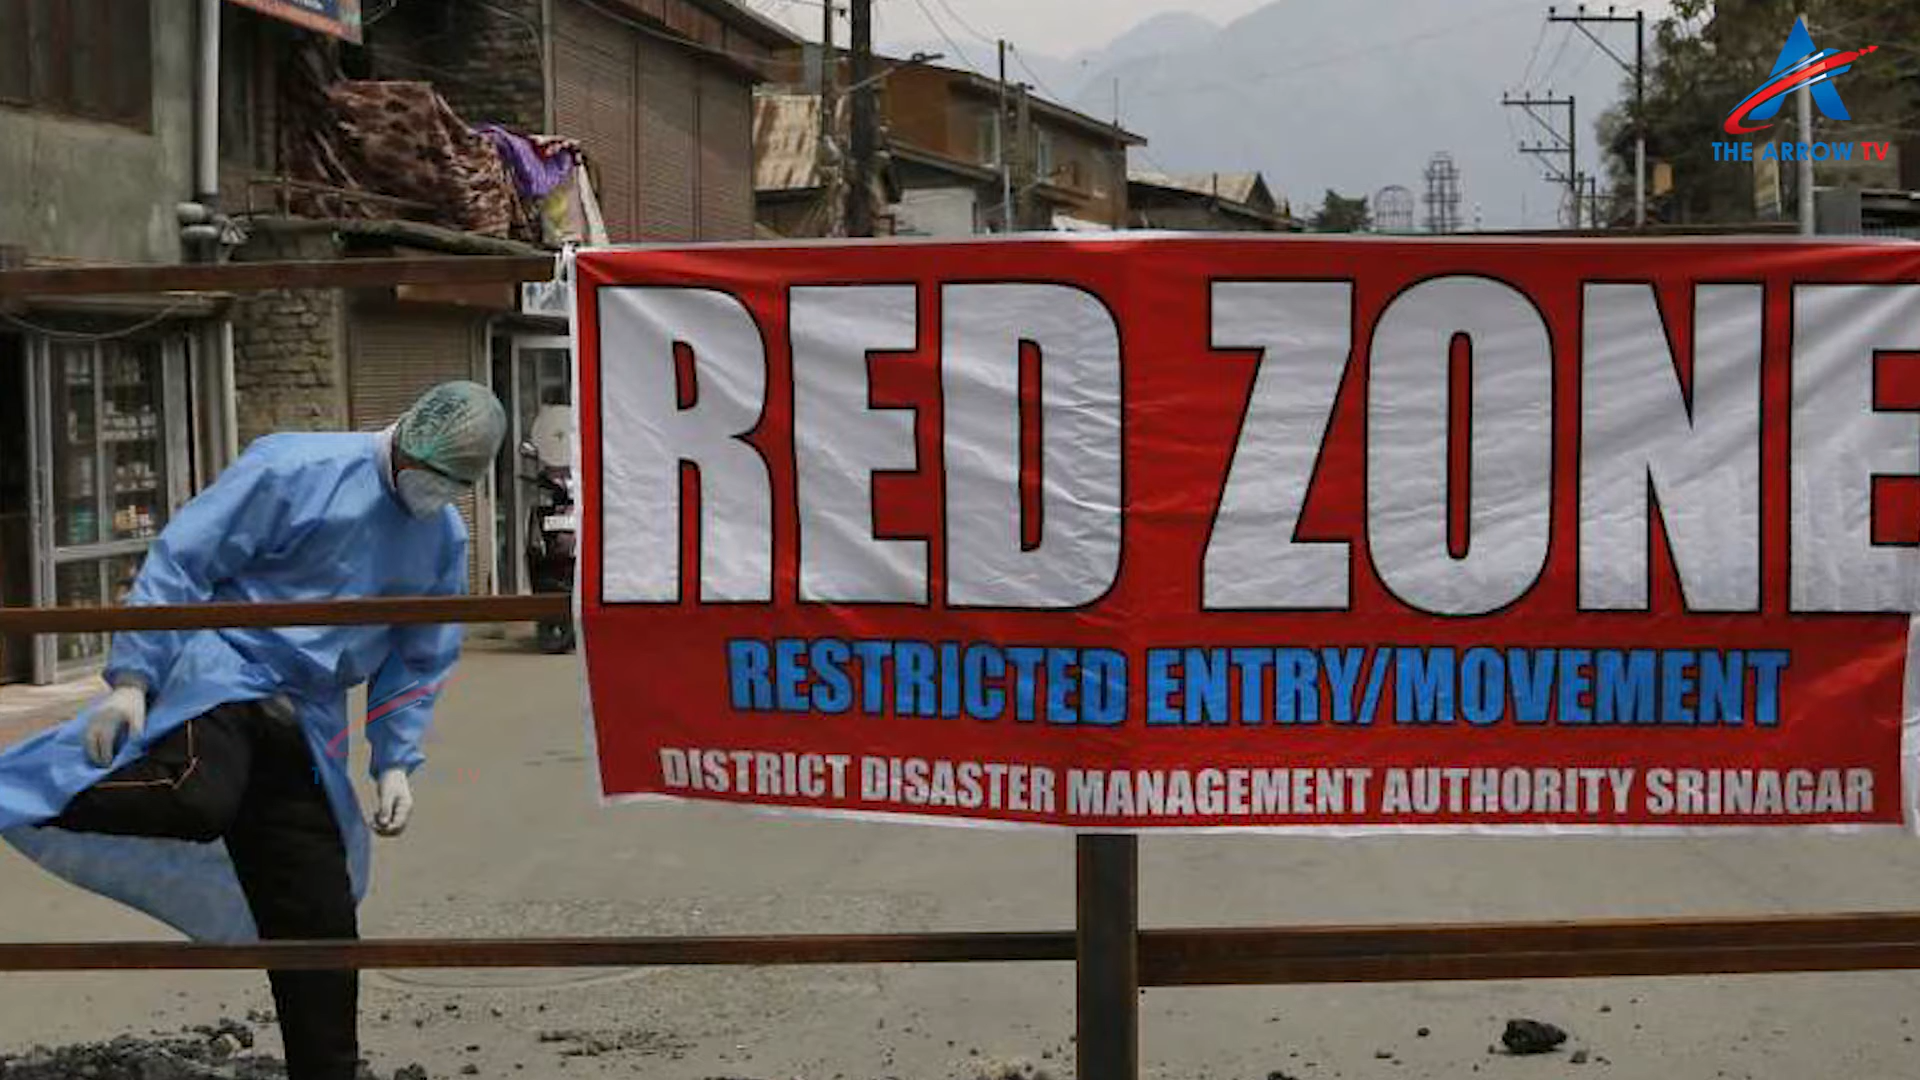 THE ARROW TV
RED ZONE
RESTRICTED ENTRY/MOVEMENT
DISTRICT DISASTER MANAGEMENT AUTHORITY SRINAGAR